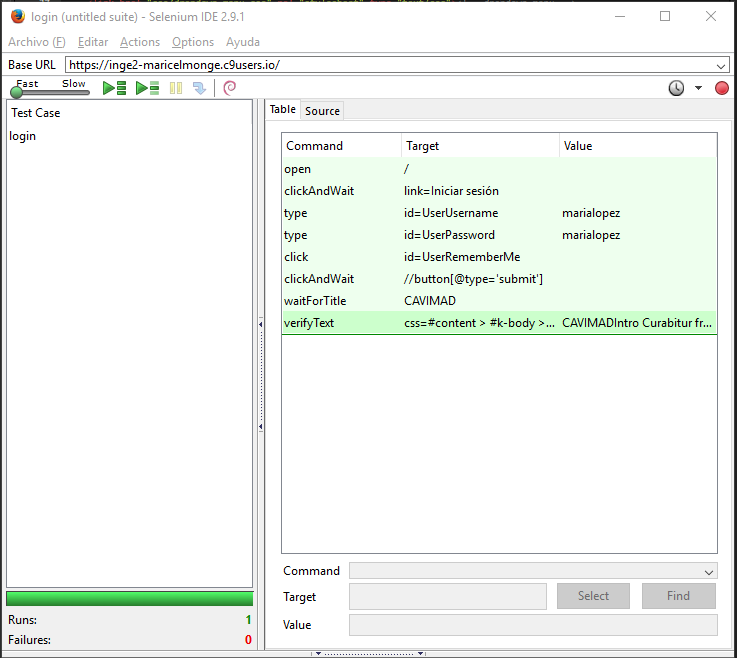 login (untitled suite) - Selenium IDE 2.9.1
Archivo (F) Editar Actions Options Ayuda
Base URL https://inge2-maricelmonge.c9users.io/
Fast Slow
Test Case
login
Table Source
Command Target Value
open /
clickAndWait link=Iniciar sesión
type id=UserUsername marialopez
type id=UserPassword marialopez
click id=UserRememberMe
clickAndWait //button[@type='submit']
waitForTitle CAVIMAD
verifyText css=#content > #k-body >... CAVIMADIntro Curabitur fr...
Command
Target Select Find
Value
Runs: 1
Failures: 0